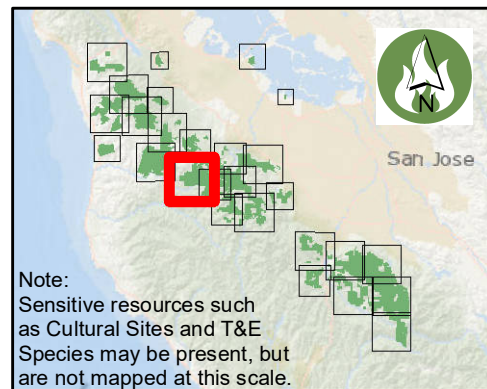 N
San Jose
Note:
Sensitive resources such
as Cultural Sites and T&E
Species may be present, but
are not mapped at this scale.